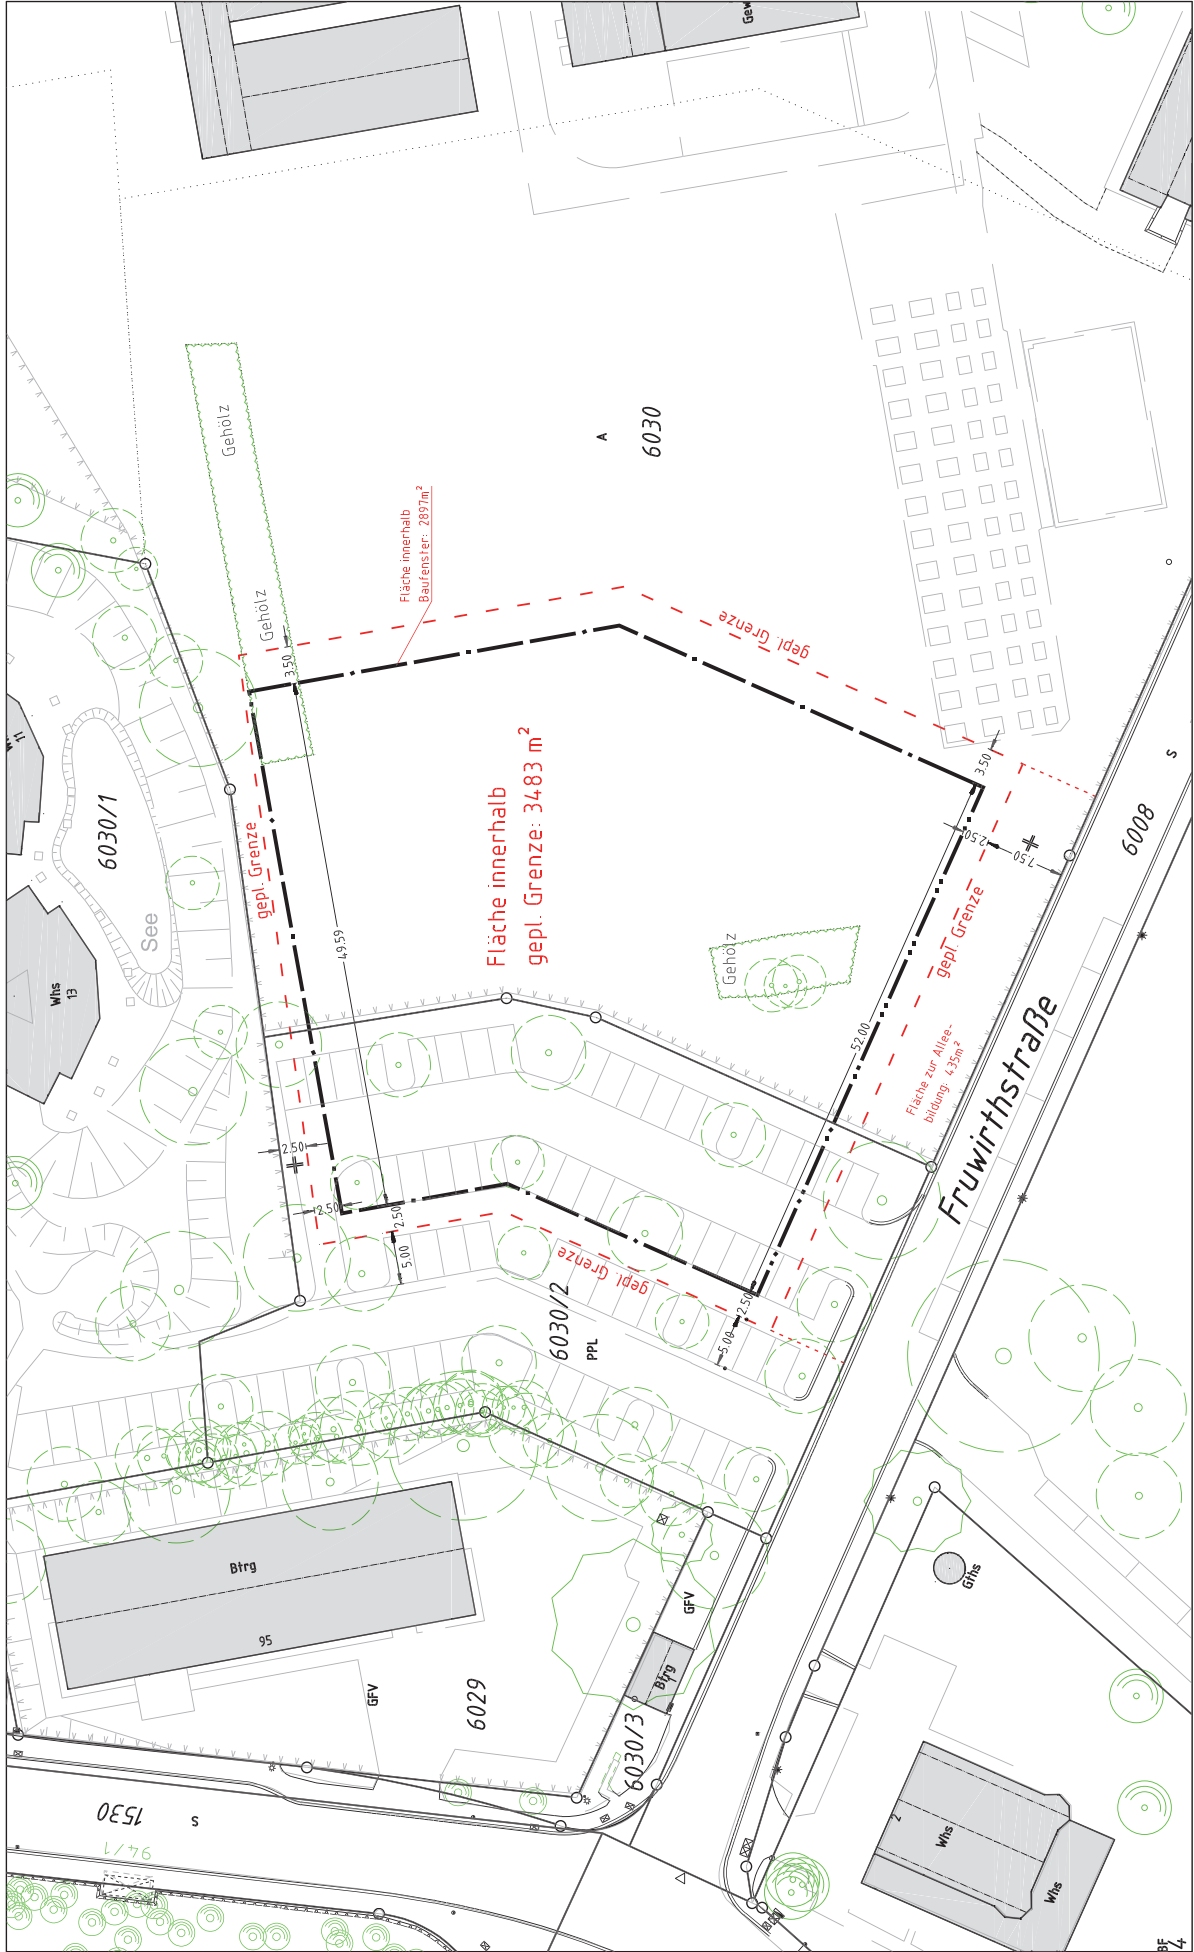 Gehölz
Gehölz
A
6030
Fläche innerhalb
Baufenster: 2897m²
3.50
gepl. Grenze
11
6030/1
See
Whs
13
gepl. Grenze
49.59
Fläche innerhalb
gepl. Grenze: 3483 m²
Gehölz
3.50
2.50
7.50
6008
S
gepl. Grenze
52.00
Fläche zur Allee-
bildung: 435m²
Fruwirthstraße
2.50
2.50
2.50
5.00
gepl. Grenze
6030/2
PPL
2.50
5.00
Btrg
95
GFV
6029
GFV
Btrg
1
6030/3
Gths
1530
S
94/1
2
Whs
Whs